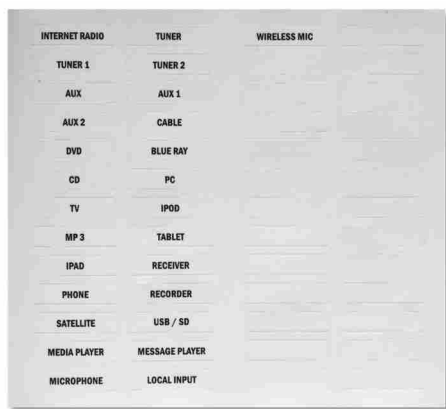 INTERNET RADIO TUNER WIRELESS MIC
TUNER 1 TUNER 2
AUX AUX 1
AUX 2 CABLE
DVD BLUE RAY
CD PC
TV IPOD
MP 3 TABLET
IPAD RECEIVER
PHONE RECORDER
SATELLITE USB / SD
MEDIA PLAYER MESSAGE PLAYER
MICROPHONE LOCAL INPUT